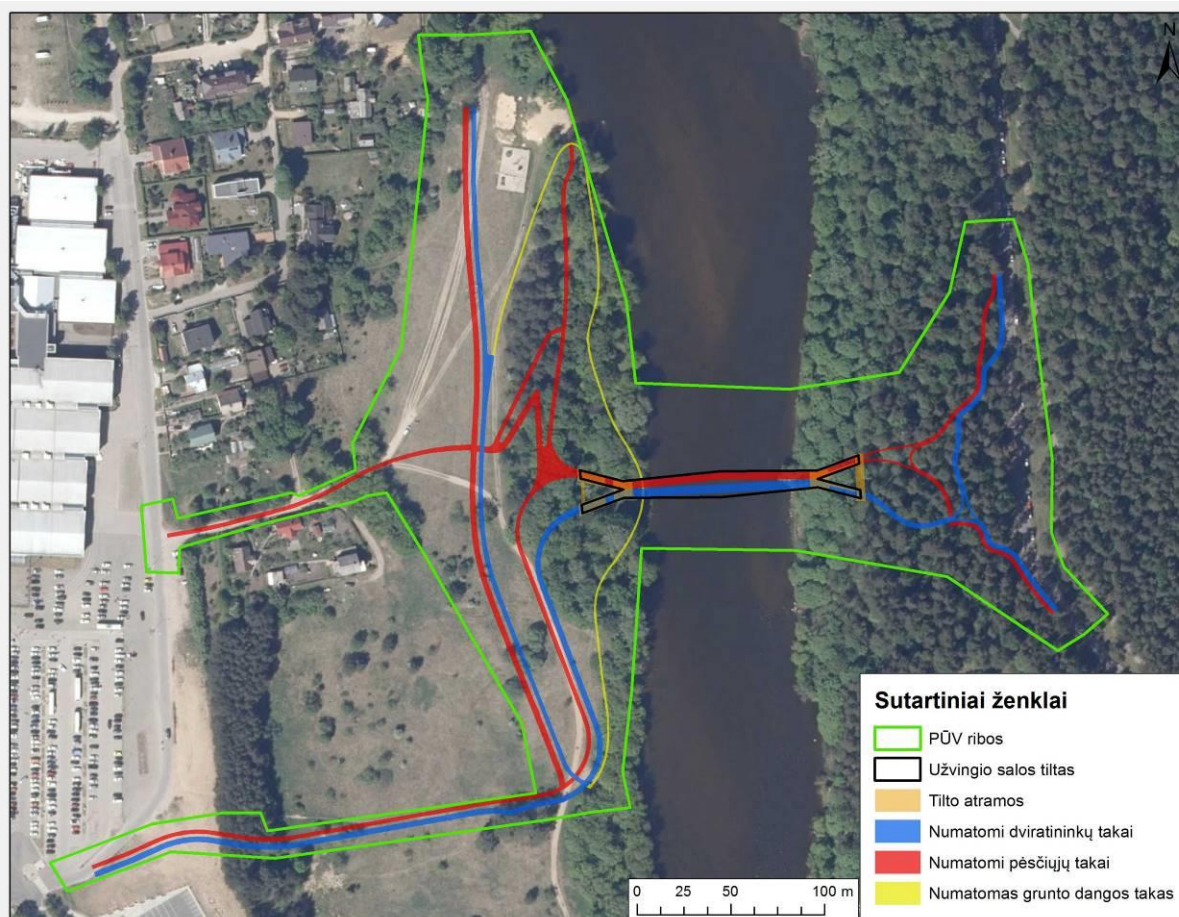 N
Sutartiniai ženklai
PŪV ribos
Užvingio salos tiltas
Tilto atramos
Numatomi dviratininkų takai
Numatomi pėsčiųjų takai
Numatomas grunto dangos takas
0 25 50 100 m